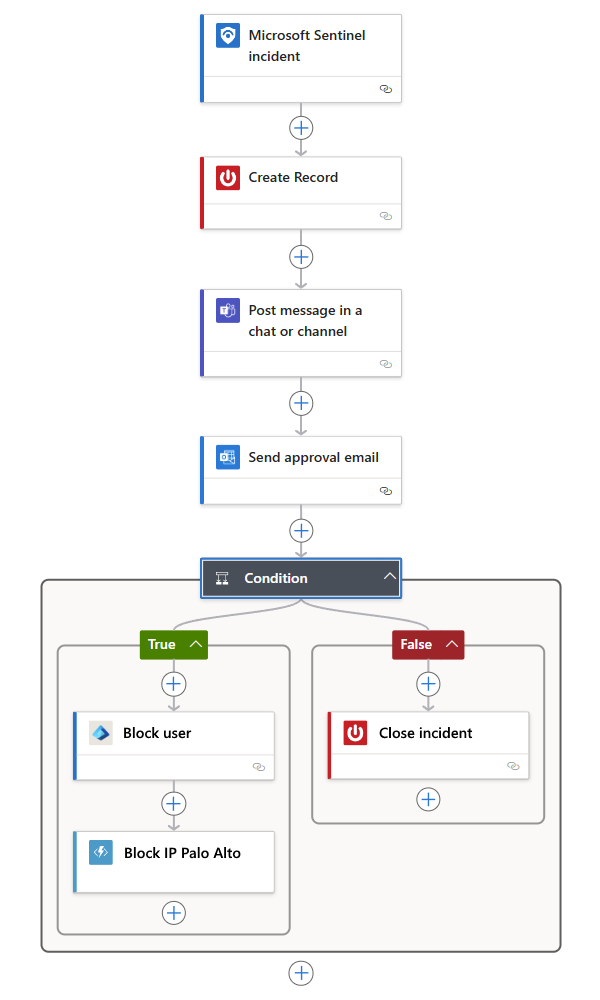 Microsoft Sentinel
incident
Create Record
Post message in a
chat or channel
Send approval email
Condition
True
False
Block user
Close incident
Block IP Palo Alto